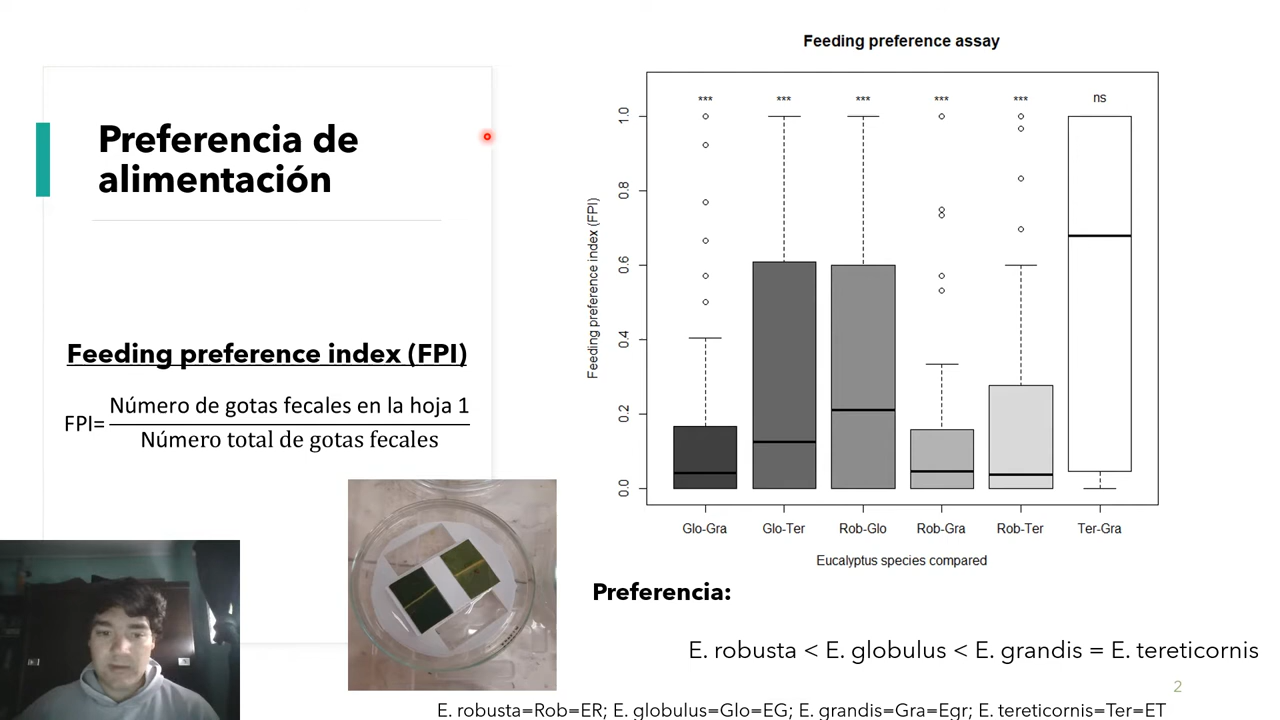 Preferencia de
alimentación
Feeding preference index (FPI)
FPI= Número de gotas fecales en la hoja 1
Número total de gotas fecales
Feeding preference assay
*** *** *** *** *** ns
Feeding preference index (FPI)
1.0
0.8
0.6
0.4
0.2
0.0
Glo-Gra Glo-Ter Rob-Glo Rob-Gra Rob-Ter Ter-Gra
Eucalyptus species compared
Preferencia:
E. robusta < E. globulus < E. grandis = E. tereticornis
2
E. robusta=Rob=ER; E. globulus=Glo=EG; E. grandis=Gra=Egr; E. tereticornis=Ter=ET